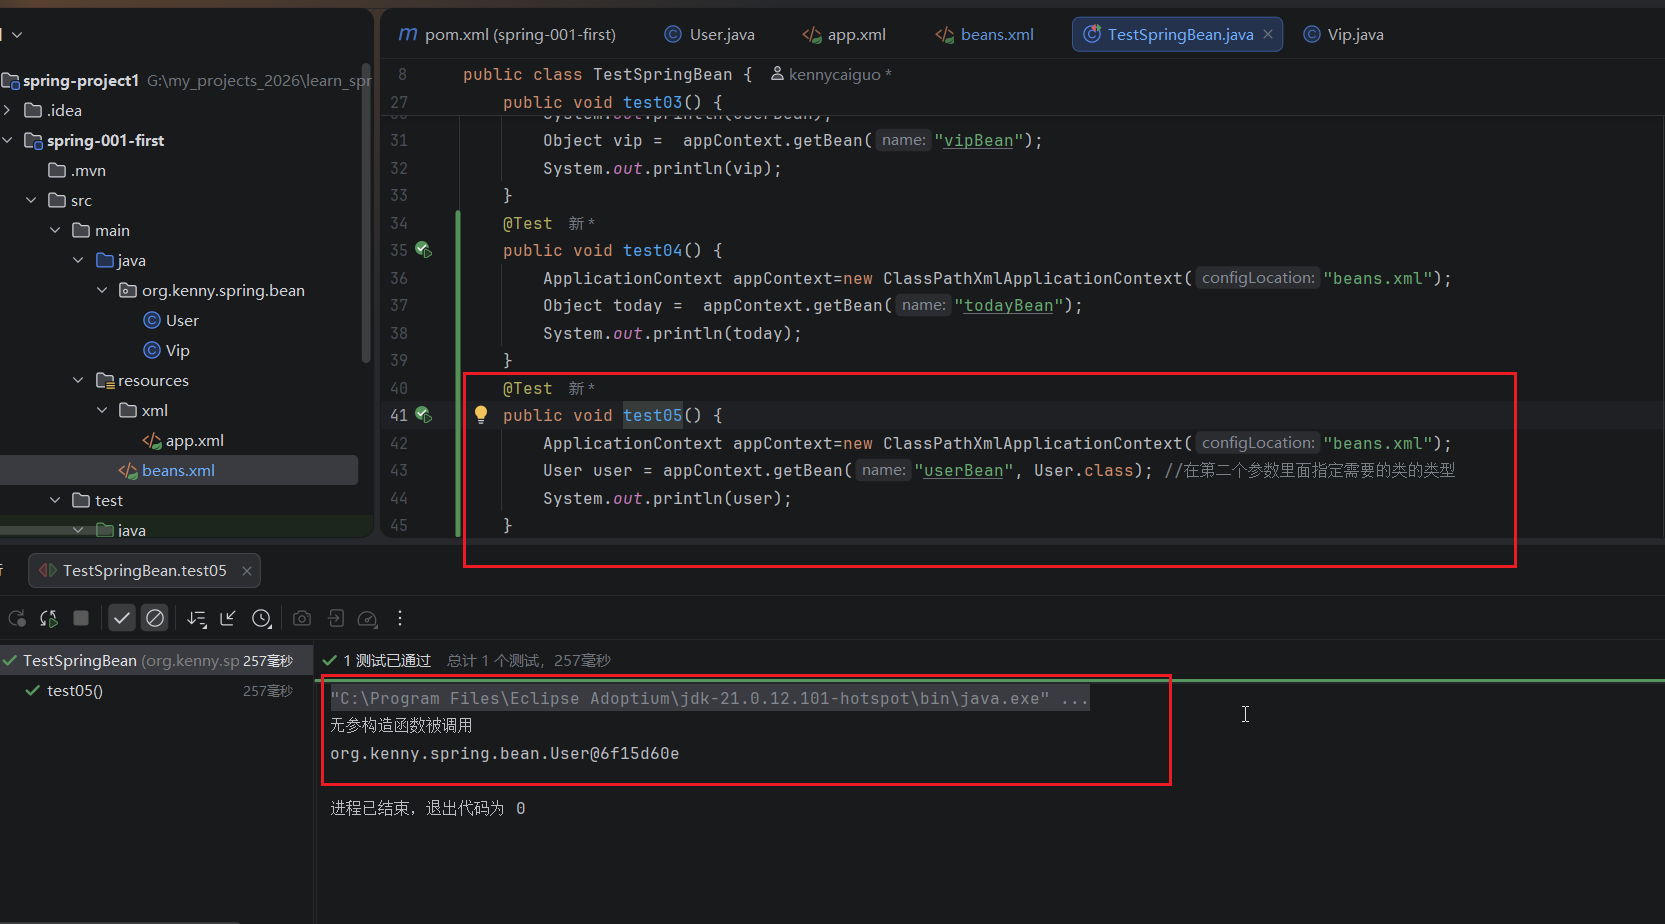 pom.xml (spring-001-first)
User.java
app.xml
beans.xml
TestSpringBean.java
Vip.java
spring-project1 G:\my_projects_2026\learn_spr
.idea
spring-001-first
.mvn
src
main
java
org.kenny.spring.bean
User
Vip
resources
xml
app.xml
beans.xml
test
java
8 public class TestSpringBean { kennycaiguo *
27 public void test03() {
31 Object vip = appContext.getBean( name: "vipBean");
32 System.out.println(vip);
33 }
34 @Test 新 *
35 public void test04() {
36 ApplicationContext appContext=new ClassPathXmlApplicationContext( configLocation: "beans.xml");
37 Object today = appContext.getBean( name: "todayBean");
38 System.out.println(today);
39 }
40 @Test 新 *
41 public void test05() {
42 ApplicationContext appContext=new ClassPathXmlApplicationContext( configLocation: "beans.xml");
43 User user = appContext.getBean( name: "userBean", User.class); //在第二个参数里面指定需要的类的类型
44 System.out.println(user);
45 }
TestSpringBean.test05
TestSpringBean (org.kenny.sp 257毫秒
test05() 257毫秒
1 测试已通过 总计 1 个测试, 257毫秒
"C:\Program Files\Eclipse Adoptium\jdk-21.0.12.101-hotspot\bin\java.exe" ...
无参构造函数被调用
org.kenny.spring.bean.User@6f15d60e
进程已结束，退出代码为 0